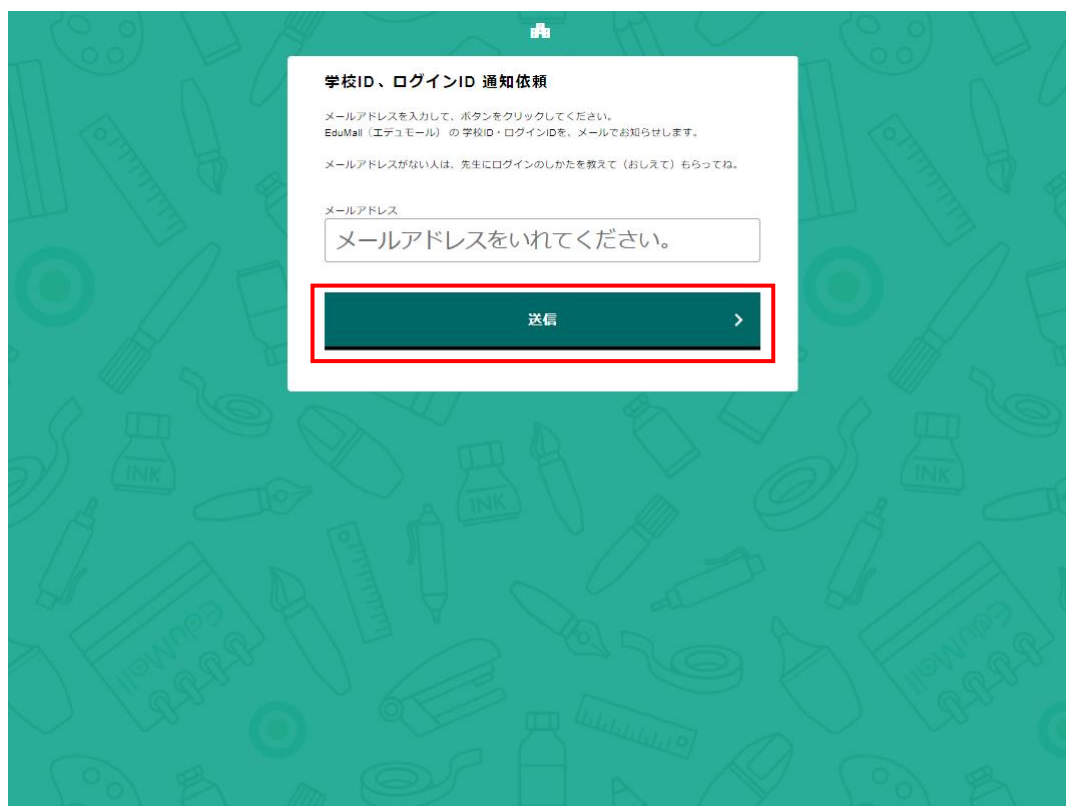 学校ID、ログインID 通知依頼
メールアドレスを入力して、ボタンをクリックしてください。
EduMall（エデュモール） の 学校ID・ログインIDを、メールでお知らせします。
メールアドレスがない人は、先生にログインのしかたを教えて（おしえて）もらってね。
メールアドレス
メールアドレスをいれてください。
送信
INK
INK
INK
EduMall
EduMall